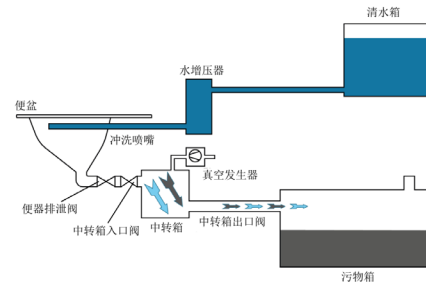 清水箱
水增压器
便盆
冲洗喷嘴
真空发生器
便器排泄阀
中转箱入口阀
中转箱
中转箱出口阀
污物箱